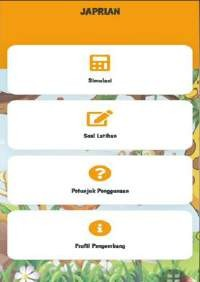 JAPRIAN
Simulasi
Soal Latihan
Petunjuk Penggunaan
Profil Pengembang